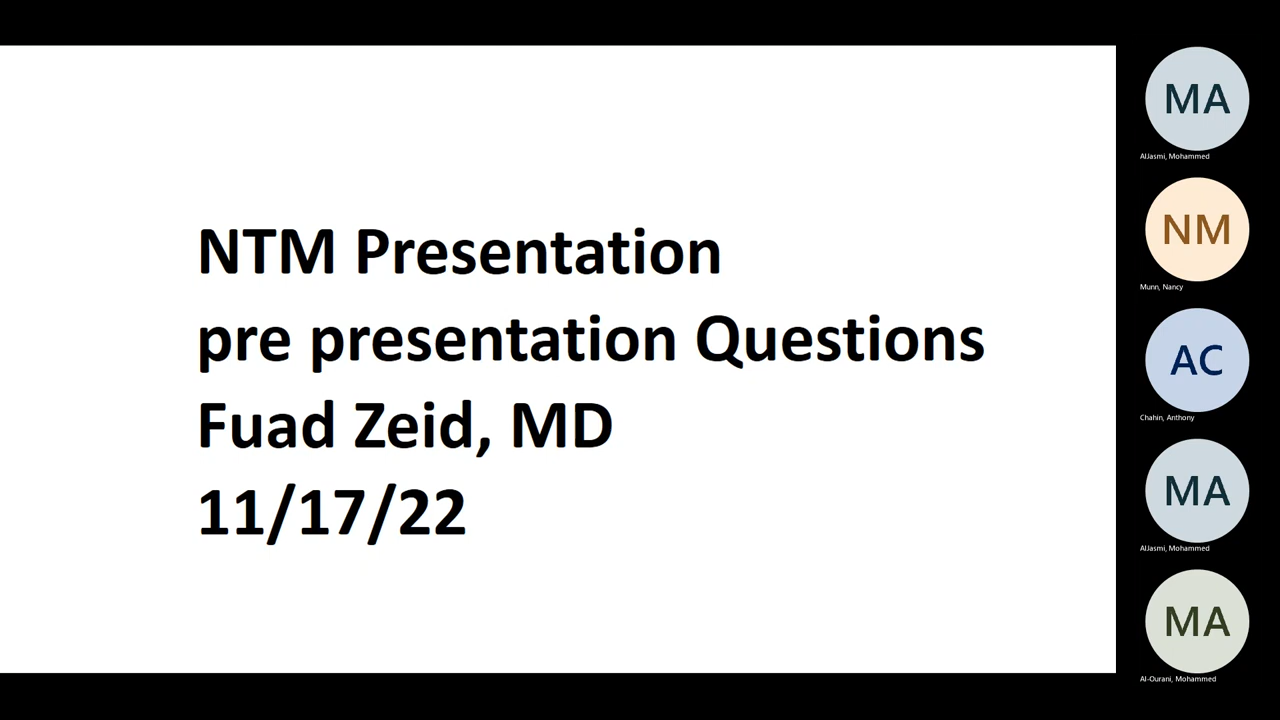 NTM Presentation
pre presentation Questions
Fuad Zeid, MD
11/17/22
MA
AlJasmi, Mohammed
NM
Munn, Nancy
AC
Chahin, Anthony
MA
AlJasmi, Mohammed
MA
Al-Ourani, Mohammed